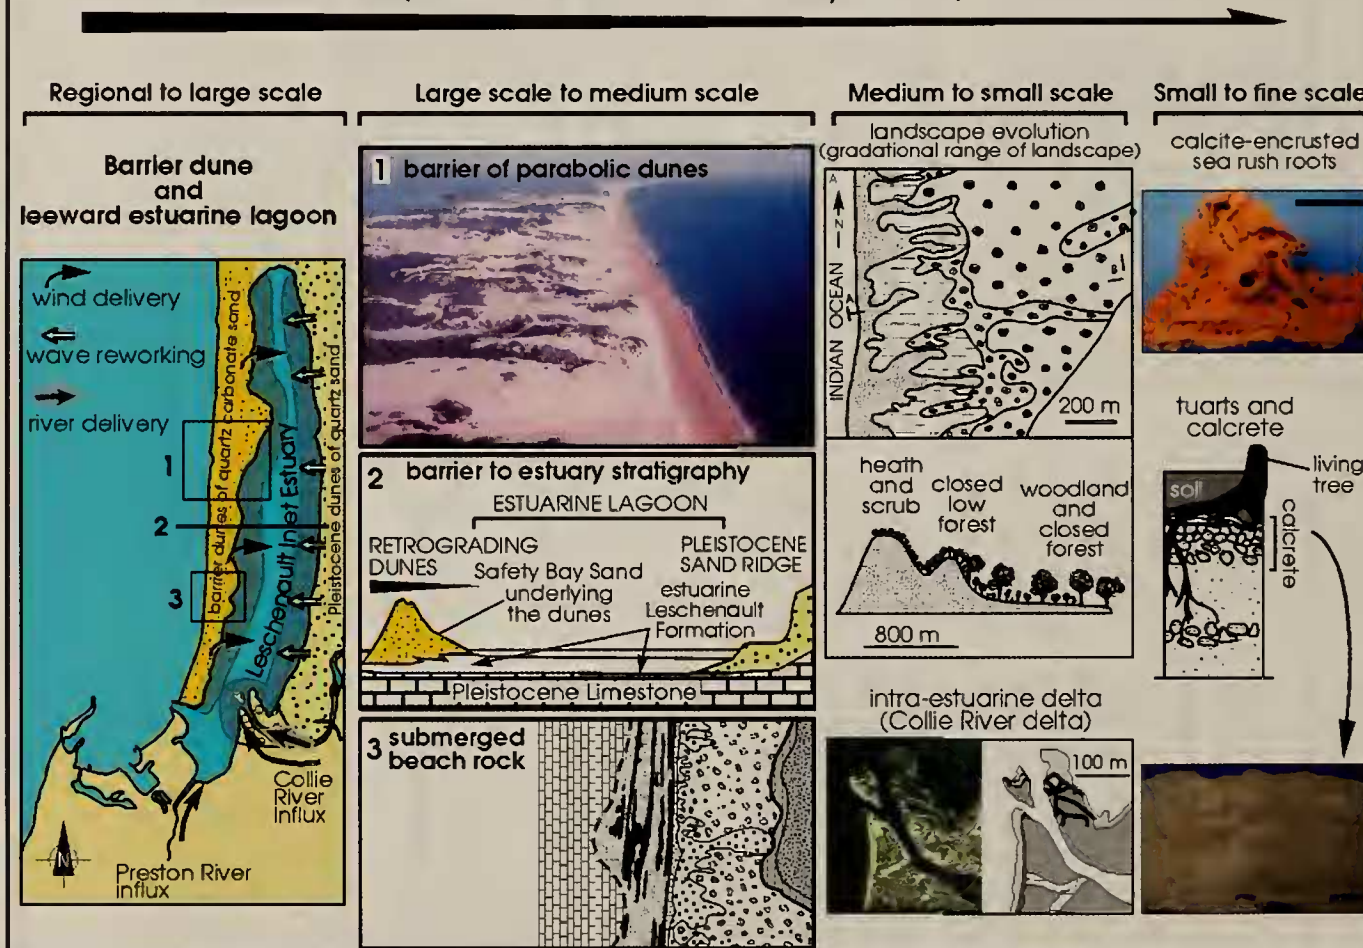 Regional to large scale
Large scale to medium scale
Medium to small scale
Small to fine scale
Barrier dune
and
leeward estuarine lagoon
wind delivery
wave reworking
river delivery
barrier dunes of quartz carbonate sand
Leschenault Inlet Estuary
Pleistocene dunes of quartz sand
1
2
3
Collie
River
influx
Preston River
influx
N
1 barrier of parabolic dunes
2 barrier to estuary stratigraphy
ESTUARINE LAGOON
RETROGRADING
DUNES
Safety Bay Sand
underlying
the dunes
estuarine
Leschenault
Formation
PLEISTOCENE
SAND RIDGE
Pleistocene Limestone
3 submerged
beach rock
landscape evolution
(gradational range of landscape)
A
N
INDIAN OCEAN
A
B
200 m
heath
and
scrub
closed
low
forest
woodland
and
closed
forest
800 m
intra-estuarine delta
(Collie River delta)
100 m
calcite-encrusted
sea rush roots
tuarts and
calcrete
soil
living
tree
calcrete